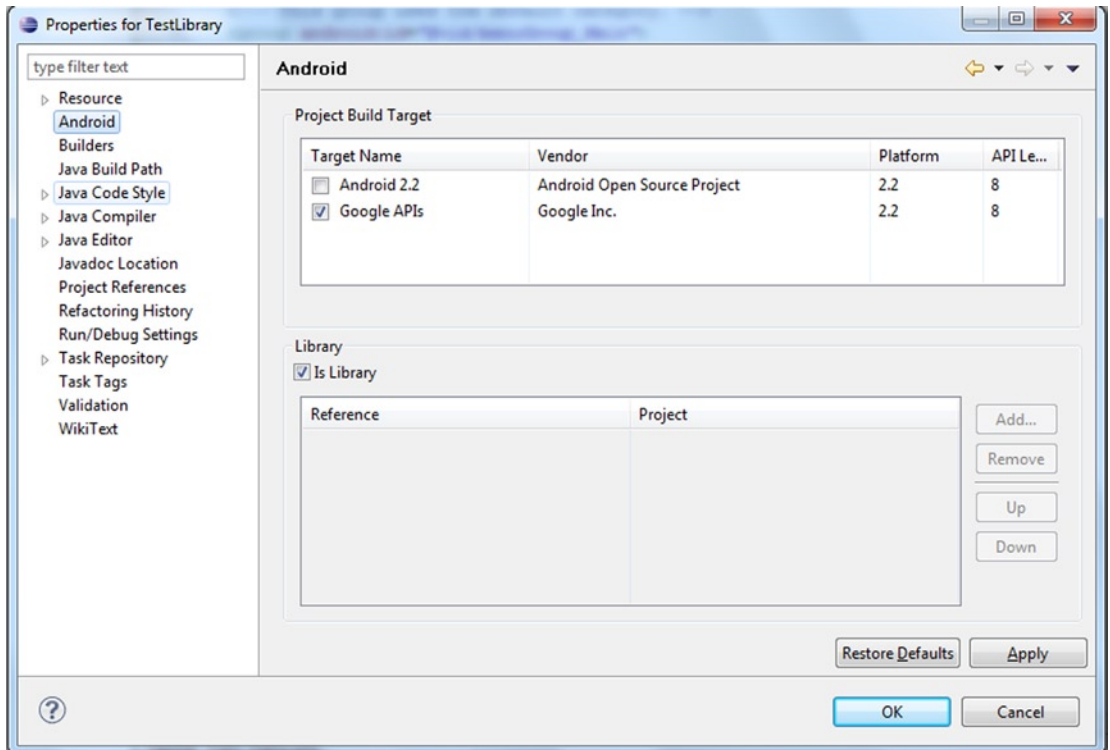 Properties for TestLibrary
type filter text
Resource
Android
Builders
Java Build Path
Java Code Style
Java Compiler
Java Editor
Javadoc Location
Project References
Refactoring History
Run/Debug Settings
Task Repository
Task Tags
Validation
WikiText
Android
Project Build Target
Target Name Vendor Platform API Le...
Android 2.2 Android Open Source Project 2.2 8
Google APIs Google Inc. 2.2 8
Library
Is Library
Reference Project
Add...
Remove
Up
Down
Restore Defaults Apply
OK Cancel